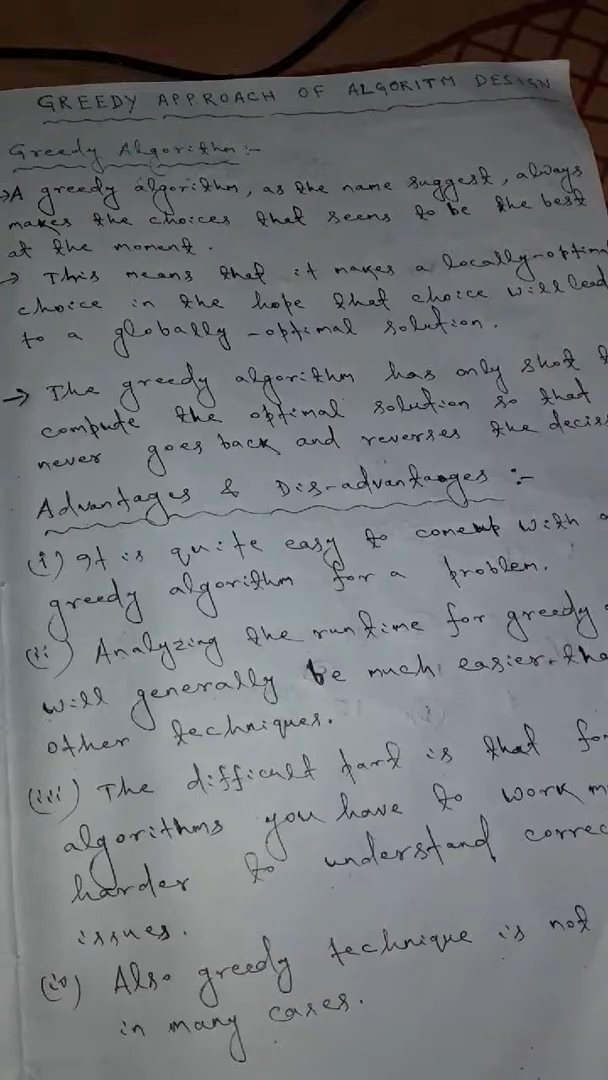 GREEDY APPROACH OF ALGORITM DESIGN
Greedy Algorithm:-
→A greedy algorithm, as the name suggest, always
makes the choices that seems to be the best
at the moment.
→ This means that it makes a locally-optima
choice in the hope that choice will lead
to a globally-optimal solution.
→ The greedy algorithm has only shot t
compute the optimal solution so that
never goes back and reverses the decis
Advantages & Dis-advantages :-
(i) It is quite easy to comeup with a
greedy algorithm for a problem.
(ii) Analyzing the runtime for greedy a
will generally be much easier tha
other techniques.
(iii) The difficult part is that for
algorithms you have to work m
harder to understand correc
issues.
(iv) Also greedy technique is not
in many cases.